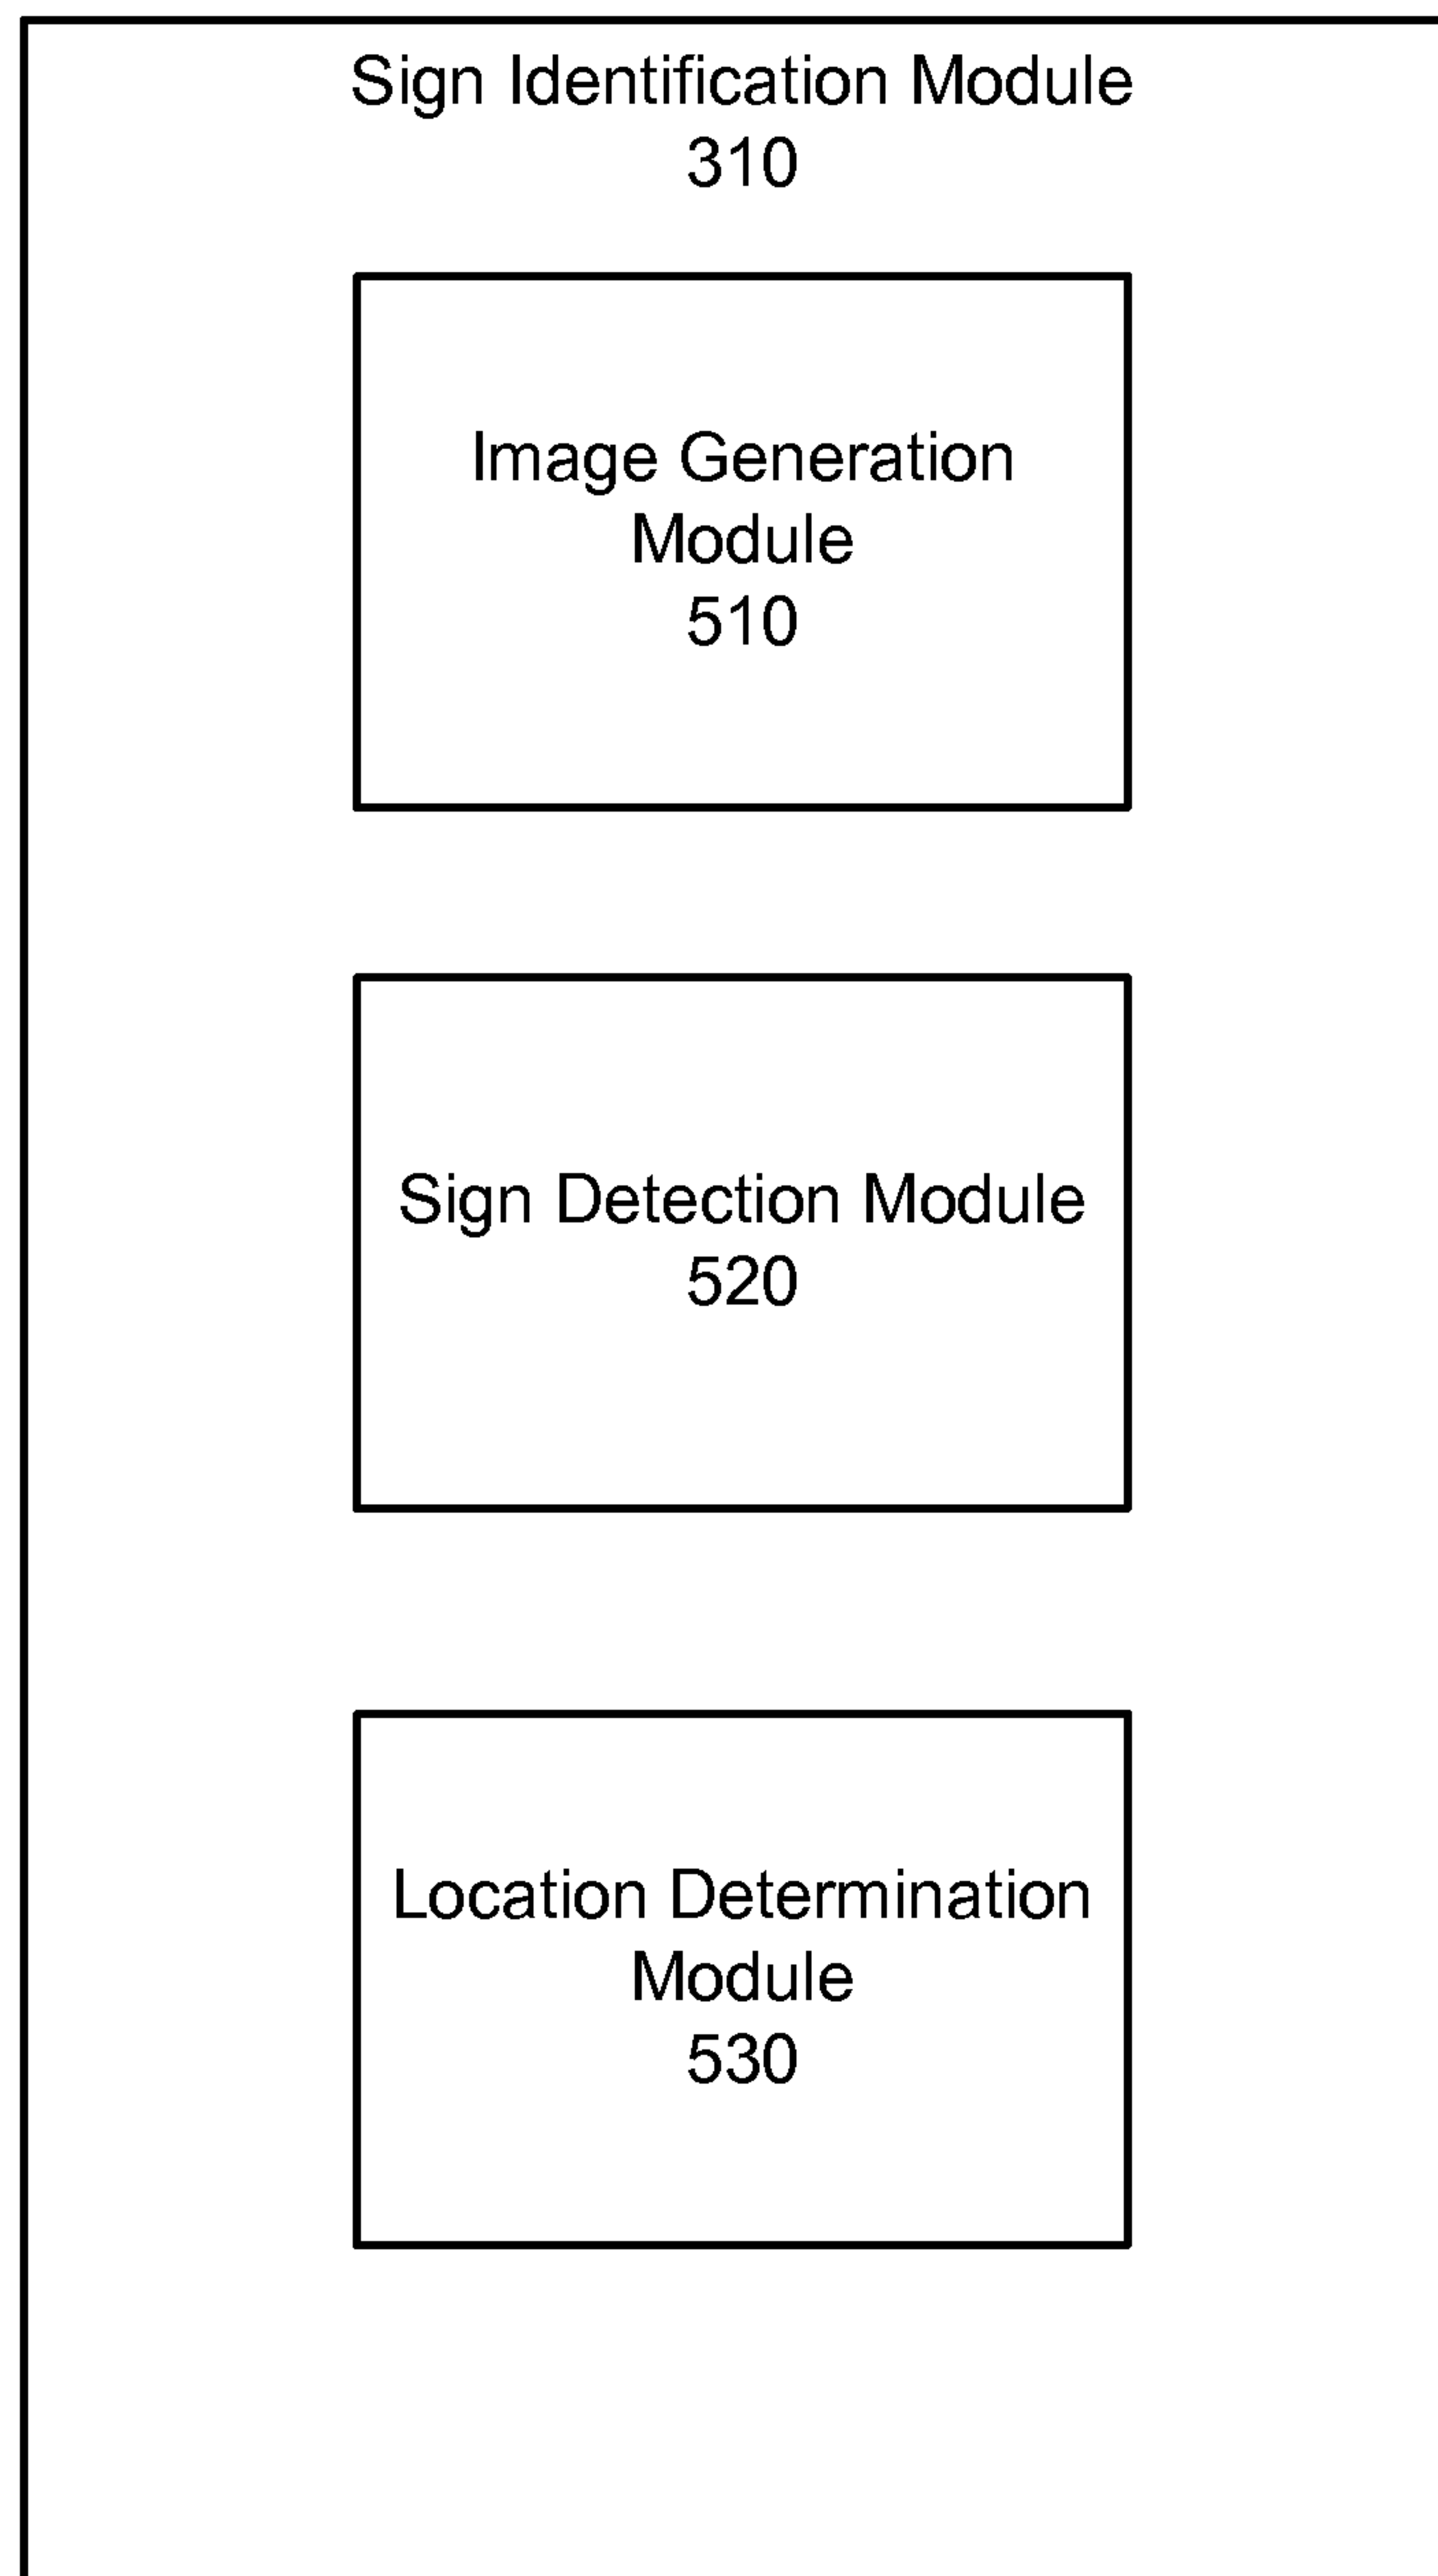 Sign Identification Module
310
Image Generation
Module
510
Sign Detection Module
520
Location Determination
Module
530